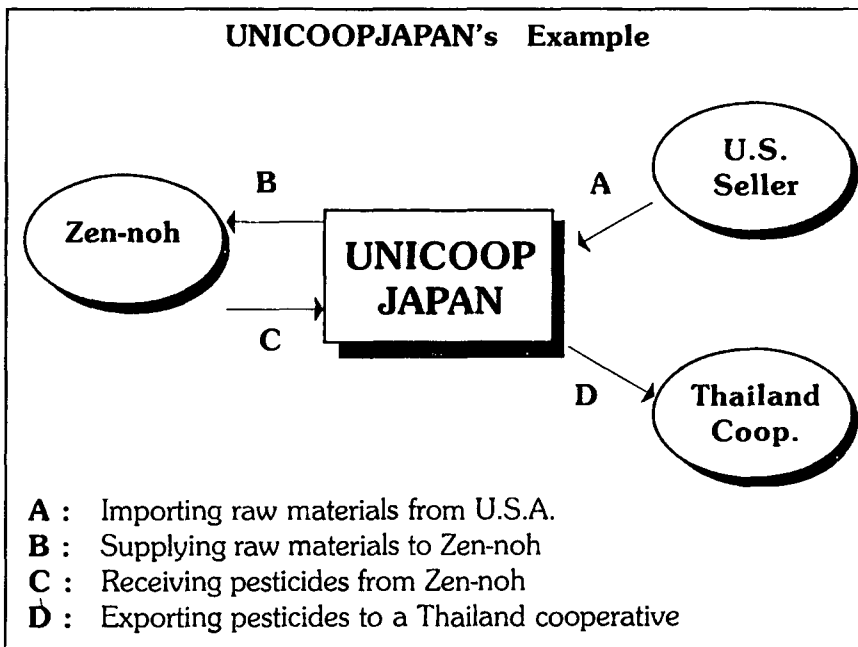 UNICOOPJAPAN's Example
U.S.
Seller
B
A
Zen-noh
UNICOOP
JAPAN
C
D
Thailand
Coop.
A : Importing raw materials from U.S.A.
B : Supplying raw materials to Zen-noh
C : Receiving pesticides from Zen-noh
D : Exporting pesticides to a Thailand cooperative